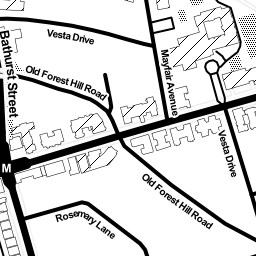 Vesta Drive
Bathurst Street
Old Forest Hill Road
Mayfair Avenue
Vesta Drive
M
Old Forest Hill Road
Rosemary Lane